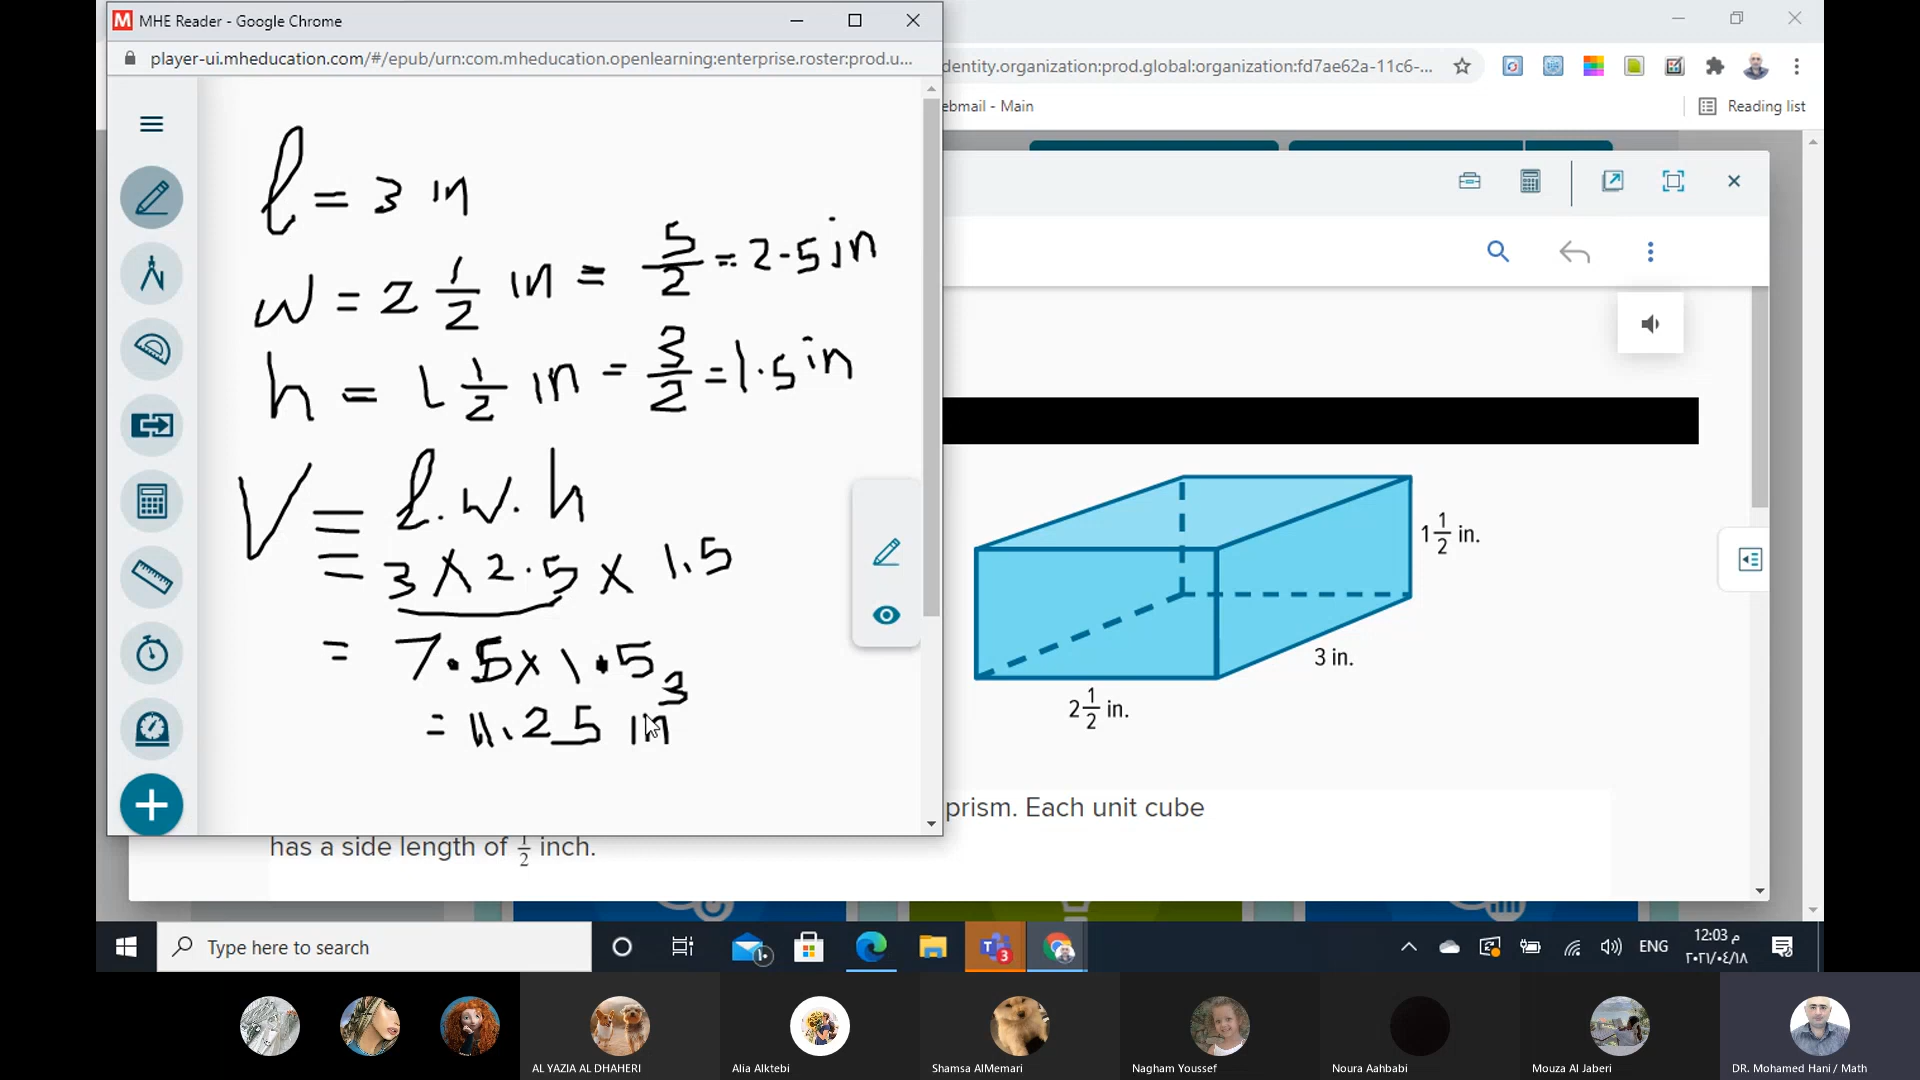 MHE Reader - Google Chrome
player-ui.mheducation.com/#/epub/urn:com.mheducation.openlearning:enterprise.roster:prod.u...
dentity.organization:prod.global:organization:fd7ae62a-11c6-...
ebmail - Main
Reading list
l = 3 in
w = 2 1/2 in = 5/2 = 2.5 in
h = 1 1/2 in = 3/2 = 1.5 in
V = l . w . h
= 3 x 2.5 x 1.5
= 7.5 x 1.5
= 11.25 in³
1 1/2 in.
3 in.
2 1/2 in.
prism. Each unit cube
has a side length of 1/2 inch.
Type here to search
3
ENG
12:03 م
٢٠٢١/٠٤/١٨
AL YAZIA AL DHAHERI
Alia Alktebi
Shamsa AlMemari
Nagham Youssef
Noura Aahbabi
Mouza Al Jaberi
DR. Mohamed Hani / Math